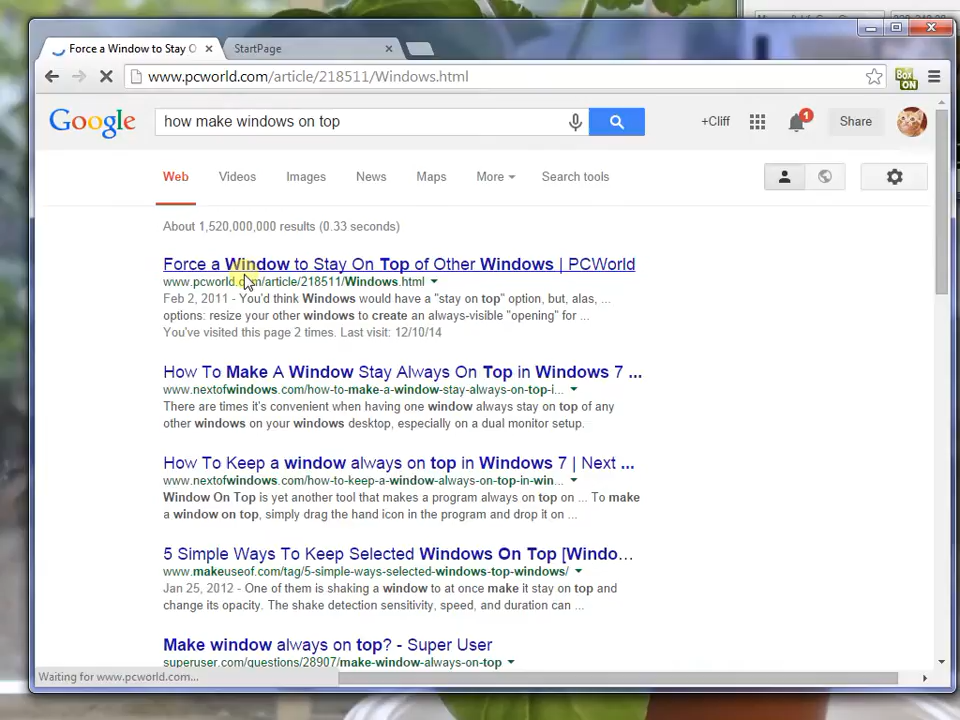 Force a Window to Stay O
StartPage
www.pcworld.com/article/218511/Windows.html
Box ON
Google
how make windows on top
+Cliff
1
Share
Web Videos Images News Maps More Search tools
About 1,520,000,000 results (0.33 seconds)
Force a Window to Stay On Top of Other Windows | PCWorld
www.pcworld.com/article/218511/Windows.html
Feb 2, 2011 - You'd think Windows would have a "stay on top" option, but, alas, ...
options: resize your other windows to create an always-visible "opening" for ...
You've visited this page 2 times. Last visit: 12/10/14
How To Make A Window Stay Always On Top in Windows 7 ...
www.nextofwindows.com/how-to-make-a-window-stay-always-on-top-i...
There are times it's convenient when having one window always stay on top of any
other windows on your windows desktop, especially on a dual monitor setup.
How To Keep a window always on top in Windows 7 | Next ...
www.nextofwindows.com/how-to-keep-a-window-always-on-top-in-win...
Window On Top is yet another tool that makes a program always on top on ... To make
a window on top, simply drag the hand icon in the program and drop it on ...
5 Simple Ways To Keep Selected Windows On Top [Windo...
www.makeuseof.com/tag/5-simple-ways-selected-windows-top-windows/
Jan 25, 2012 - One of them is shaking a window to at once make it stay on top and
change its opacity. The shake detection sensitivity, speed, and duration can ...
Make window always on top? - Super User
superuser.com/questions/28907/make-window-always-on-top
Waiting for www.pcworld.com...